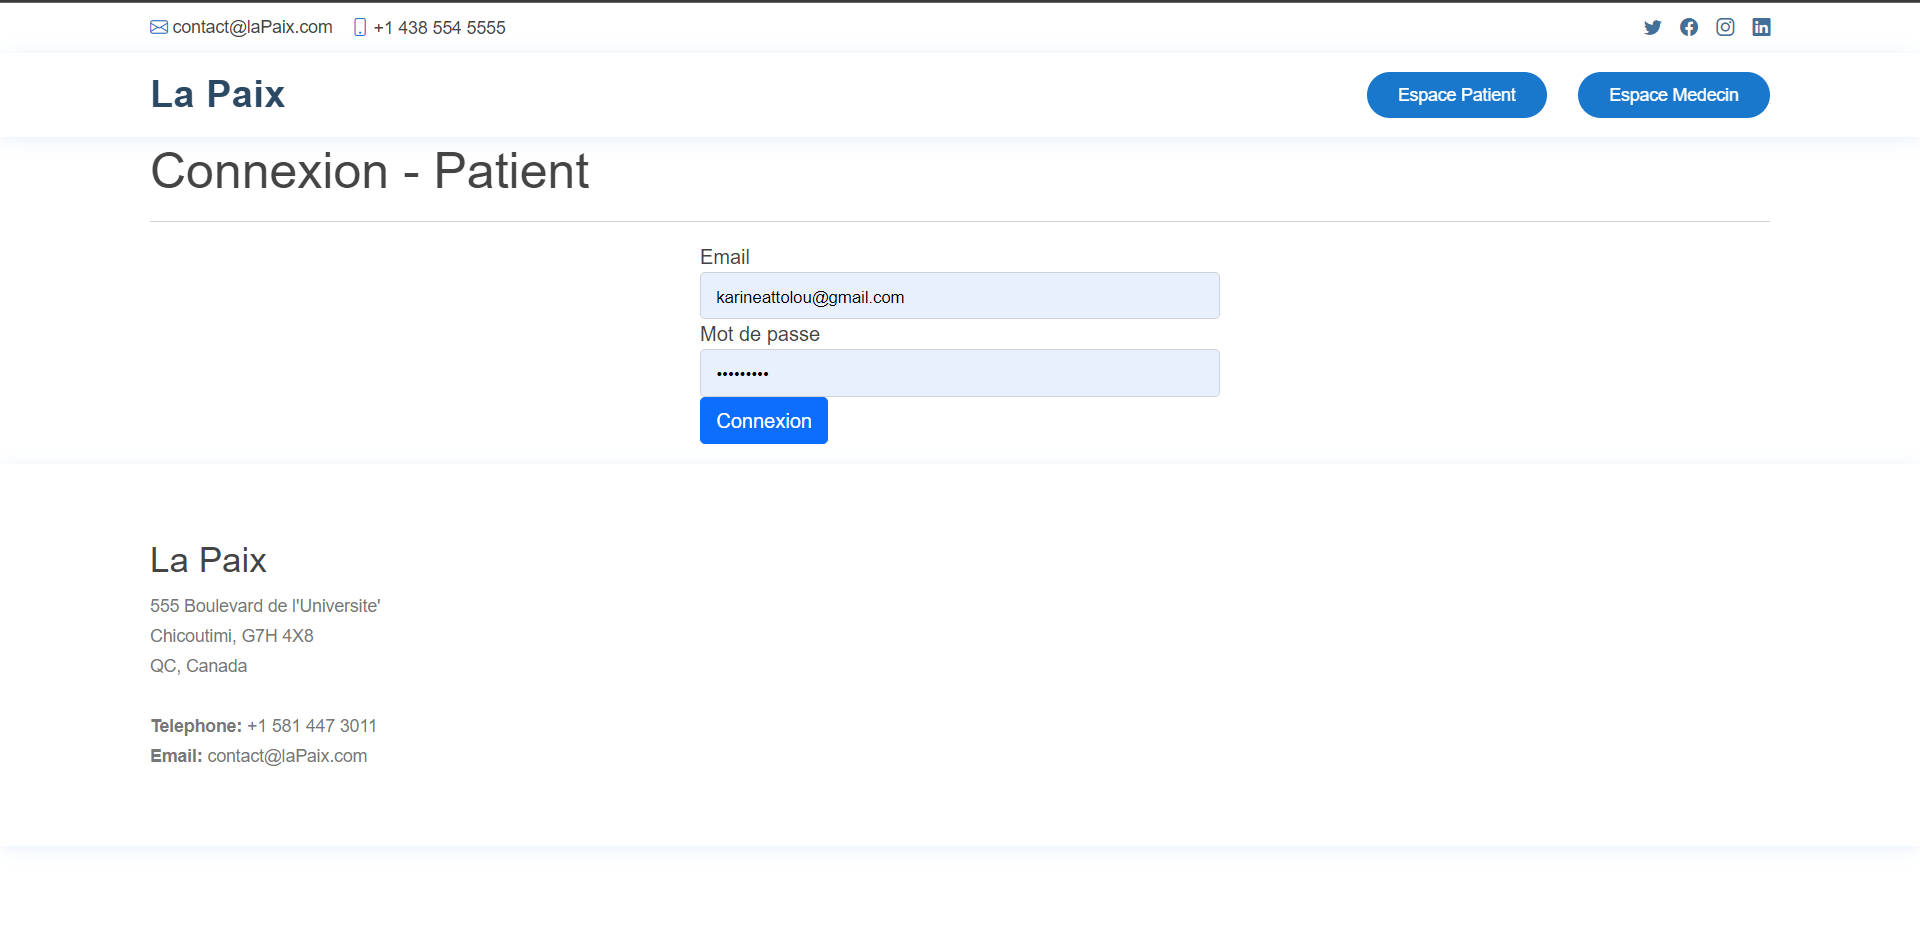 contact@laPaix.com +1 438 554 5555
La Paix
Espace Patient Espace Medecin
Connexion - Patient
Email
karineattolou@gmail.com
Mot de passe
•••••••••
Connexion
La Paix
555 Boulevard de l'Universite'
Chicoutimi, G7H 4X8
QC, Canada
Telephone: +1 581 447 3011
Email: contact@laPaix.com